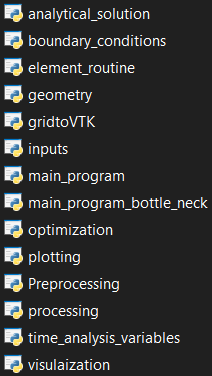 analytical_solution
boundary_conditions
element_routine
geometry
gridtoVTK
inputs
main_program
main_program_bottle_neck
optimization
plotting
Preprocessing
processing
time_analysis_variables
visulaization